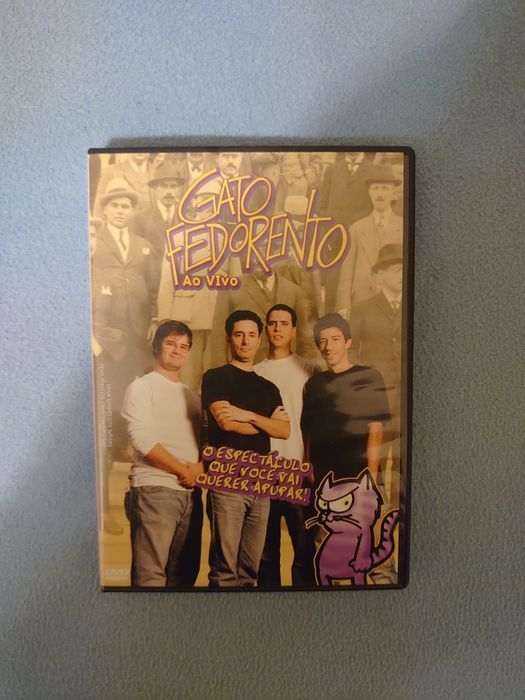 GATO
FEDORENTO
AO VIVO
O ESPECTÁCULO
QUE VOCÊ VAI
QUERER APUPAR!
DVD